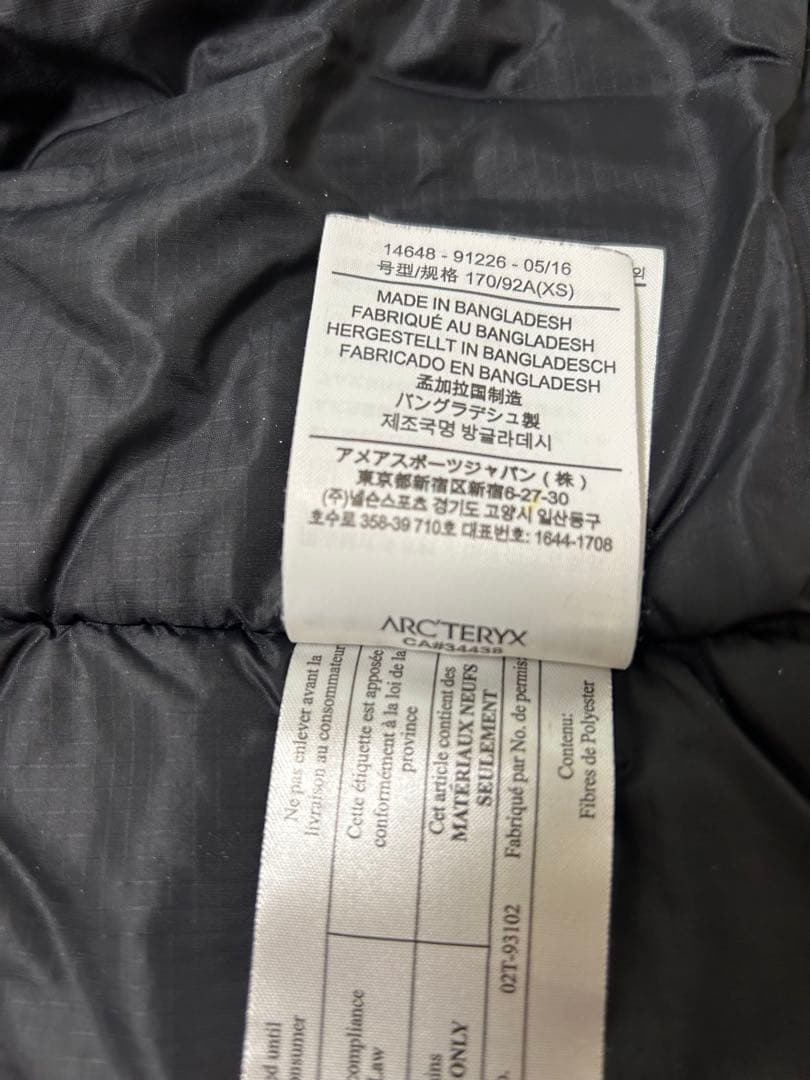 14648 - 91226 - 05/16
号型/规格 170/92A(XS)
MADE IN BANGLADESH
FABRIQUÉ AU BANGLADESH
HERGESTELLT IN BANGLADESCH
FABRICADO EN BANGLADESH
孟加拉国制造
バングラデシュ製
제조국명 방글라데시
アメアスポーツジャパン(株)
東京都新宿区新宿6-27-30
(주)넬슨스포츠 경기도 고양시 일산동구
호수로 358-39 710호 대표번호: 1644-1708
ARC'TERYX
CA#34438
외
Ne pas enlever avant la
livraison au consommateur
Cette étiquette est apposée
conformément à la loi de la
province
Cet article contient des
MATÉRIAUX NEUFS
SEULEMENT
Fabriqué par No. de permis
02T-93102
Contenu:
Fibres de Polyester
until
ONLY